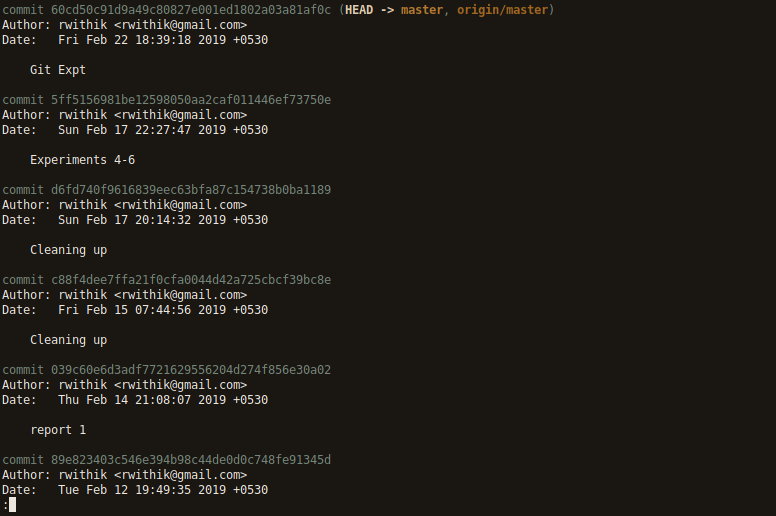 commit 60cd50c91d9a49c80827e001ed1802a03a81af0c (HEAD -> master, origin/master)
Author: rwithik <rwithik@gmail.com>
Date:   Fri Feb 22 18:39:18 2019 +0530

    Git Expt

commit 5ff5156981be12598050aa2caf011446ef73750e
Author: rwithik <rwithik@gmail.com>
Date:   Sun Feb 17 22:27:47 2019 +0530

    Experiments 4-6

commit d6fd740f9616839eec63bfa87c154738b0ba1189
Author: rwithik <rwithik@gmail.com>
Date:   Sun Feb 17 20:14:32 2019 +0530

    Cleaning up

commit c88f4dee7ffa21f0cfa0044d42a725cbcf39bc8e
Author: rwithik <rwithik@gmail.com>
Date:   Fri Feb 15 07:44:56 2019 +0530

    Cleaning up

commit 039c60e6d3adf7721629556204d274f856e30a02
Author: rwithik <rwithik@gmail.com>
Date:   Thu Feb 14 21:08:07 2019 +0530

    report 1

commit 89e823403c546e394b98c44de0d0c748fe91345d
Author: rwithik <rwithik@gmail.com>
Date:   Tue Feb 12 19:49:35 2019 +0530
: